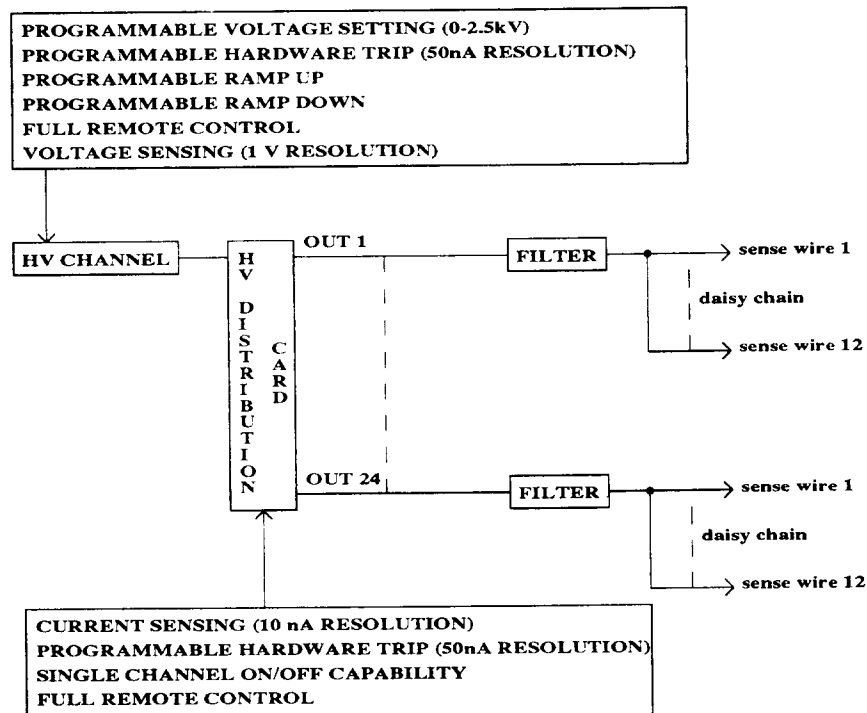 PROGRAMMABLE VOLTAGE SETTING (0-2.5kV)
PROGRAMMABLE HARDWARE TRIP (50nA RESOLUTION)
PROGRAMMABLE RAMP UP
PROGRAMMABLE RAMP DOWN
FULL REMOTE CONTROL
VOLTAGE SENSING (1 V RESOLUTION)
HV CHANNEL
HV DISTRIBUTION
CARD
OUT 1
FILTER
sense wire 1
daisy chain
sense wire 12
OUT 24
FILTER
sense wire 1
daisy chain
sense wire 12
CURRENT SENSING (10 nA RESOLUTION)
PROGRAMMABLE HARDWARE TRIP (50nA RESOLUTION)
SINGLE CHANNEL ON/OFF CAPABILITY
FULL REMOTE CONTROL